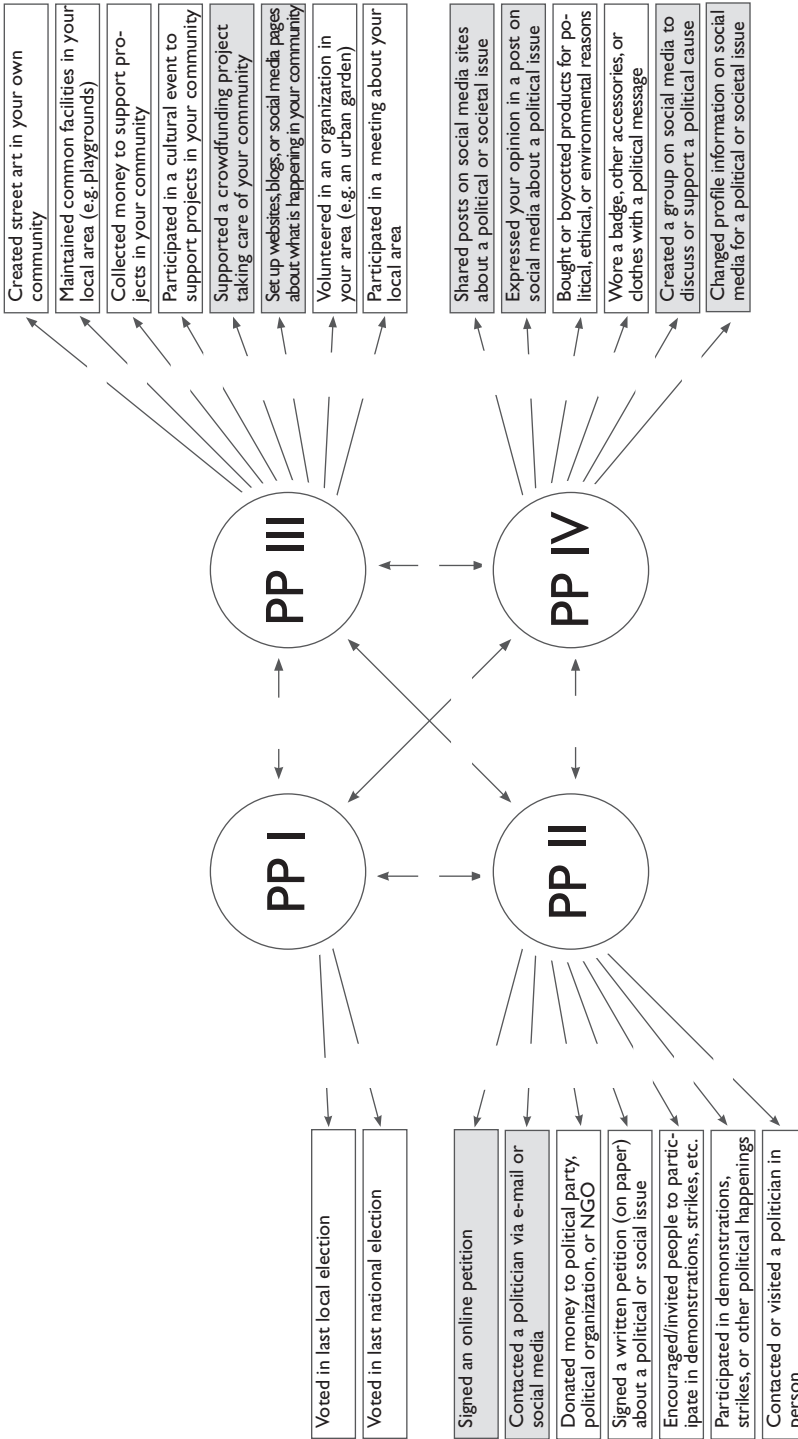 Created street art in your own
community
Maintained common facilities in your
local area (e.g. playgrounds)
Collected money to support pro-
jects in your community
Participated in a cultural event to
support projects in your community
Supported a crowdfunding project
taking care of your community
Set up websites, blogs, or social media pages
about what is happening in your community
Volunteered in an organization in
your area (e.g. an urban garden)
Participated in a meeting about your
local area
Shared posts on social media sites
about a political or societal issue
Expressed your opinion in a post on
social media about a political issue
Bought or boycotted products for po-
litical, ethical, or environmental reasons
Wore a badge, other accessories, or
clothes with a political message
Created a group on social media to
discuss or support a political cause
Changed profile information on social
media for a political or societal issue
PP III
PP IV
PP I
PP II
Voted in last local election
Voted in last national election
Signed an online petition
Contacted a politician via e-mail or
social media
Donated money to political party,
political organization, or NGO
Signed a written petition (on paper)
about a political or social issue
Encouraged/invited people to partic-
ipate in demonstrations, strikes, etc.
Participated in demonstrations,
strikes, or other political happenings
Contacted or visited a politician in
person